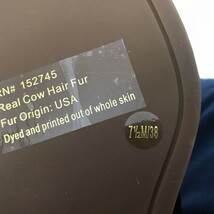 RN# 152745
Real Cow Hair Fur
Fur Origin: USA
Dyed and printed out of whole skin
7½M/38